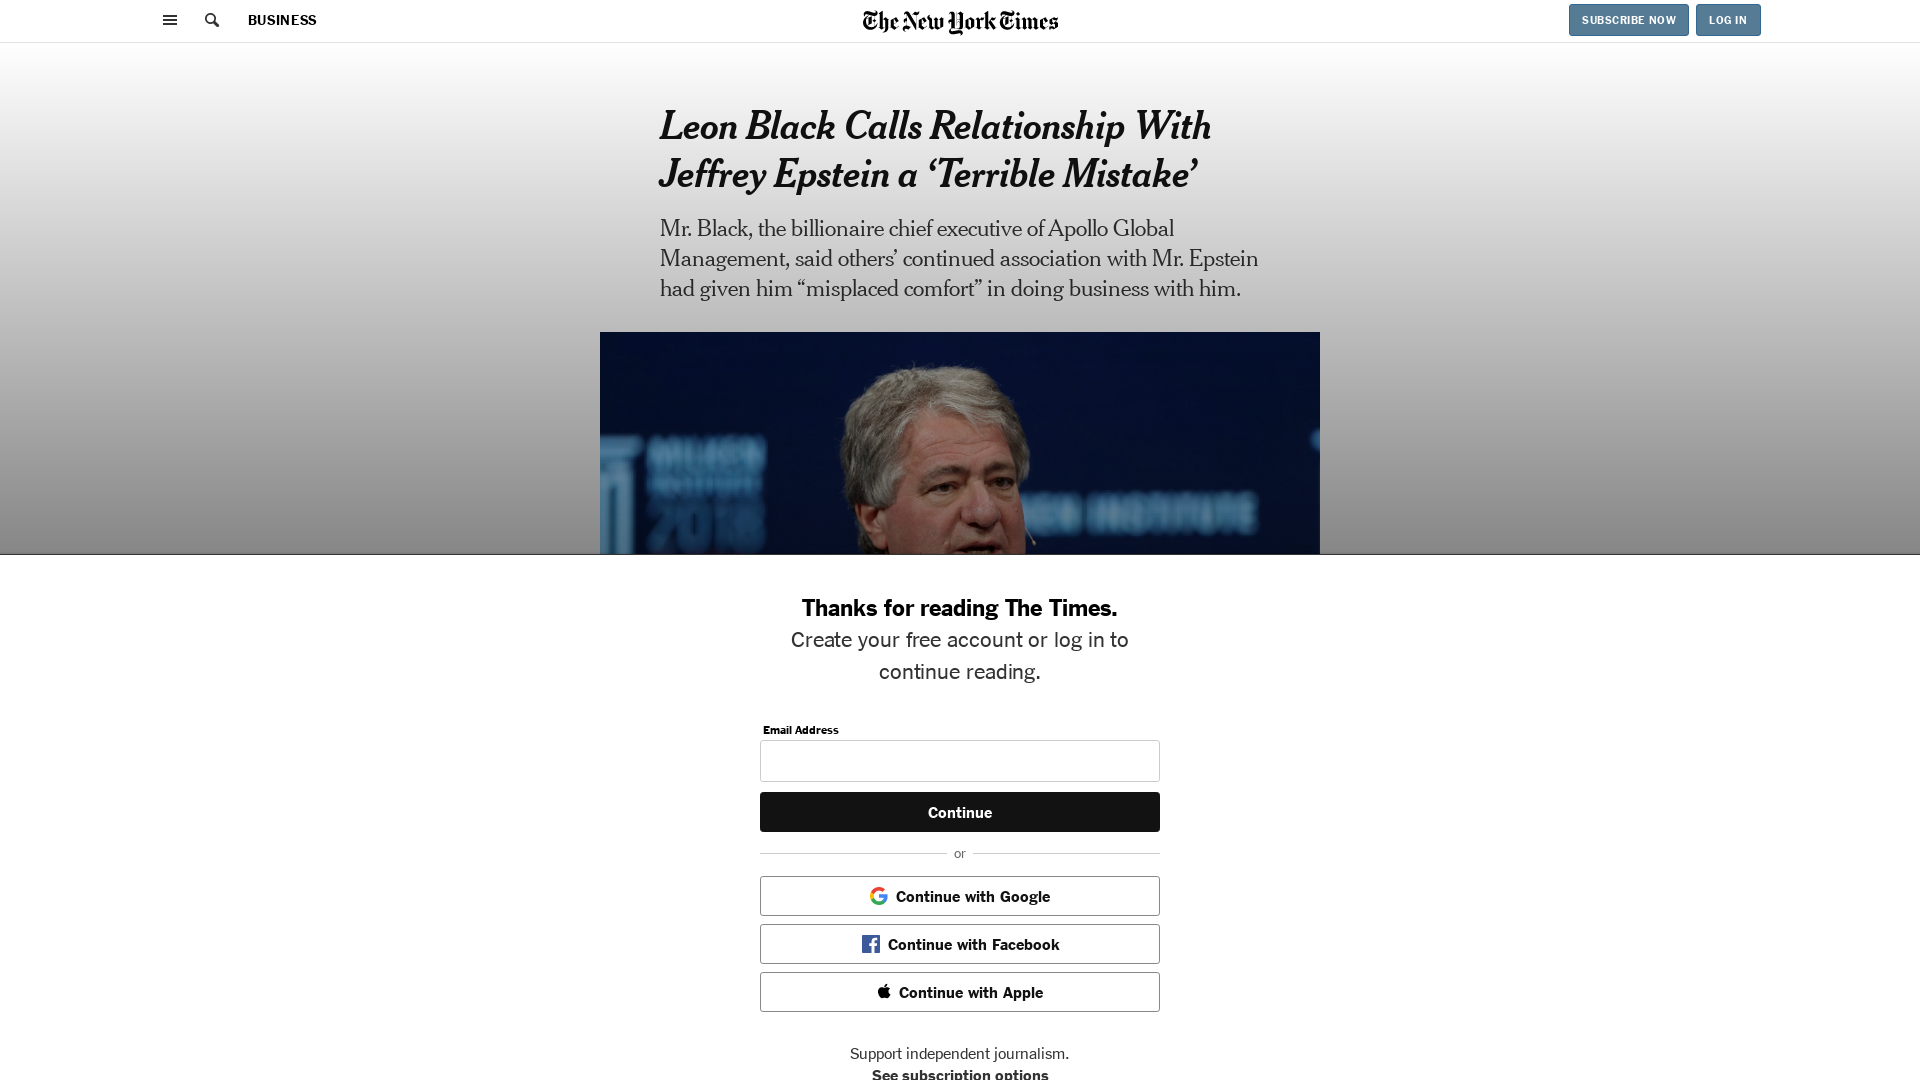 BUSINESS
The New York Times
SUBSCRIBE NOW
LOG IN
Leon Black Calls Relationship With
Jeffrey Epstein a ‘Terrible Mistake’
Mr. Black, the billionaire chief executive of Apollo Global
Management, said others’ continued association with Mr. Epstein
had given him “misplaced comfort” in doing business with him.
2018
INSTITUTE
Thanks for reading The Times.
Create your free account or log in to
continue reading.
Email Address
Continue
or
Continue with Google
Continue with Facebook
Continue with Apple
Support independent journalism.
See subscription options